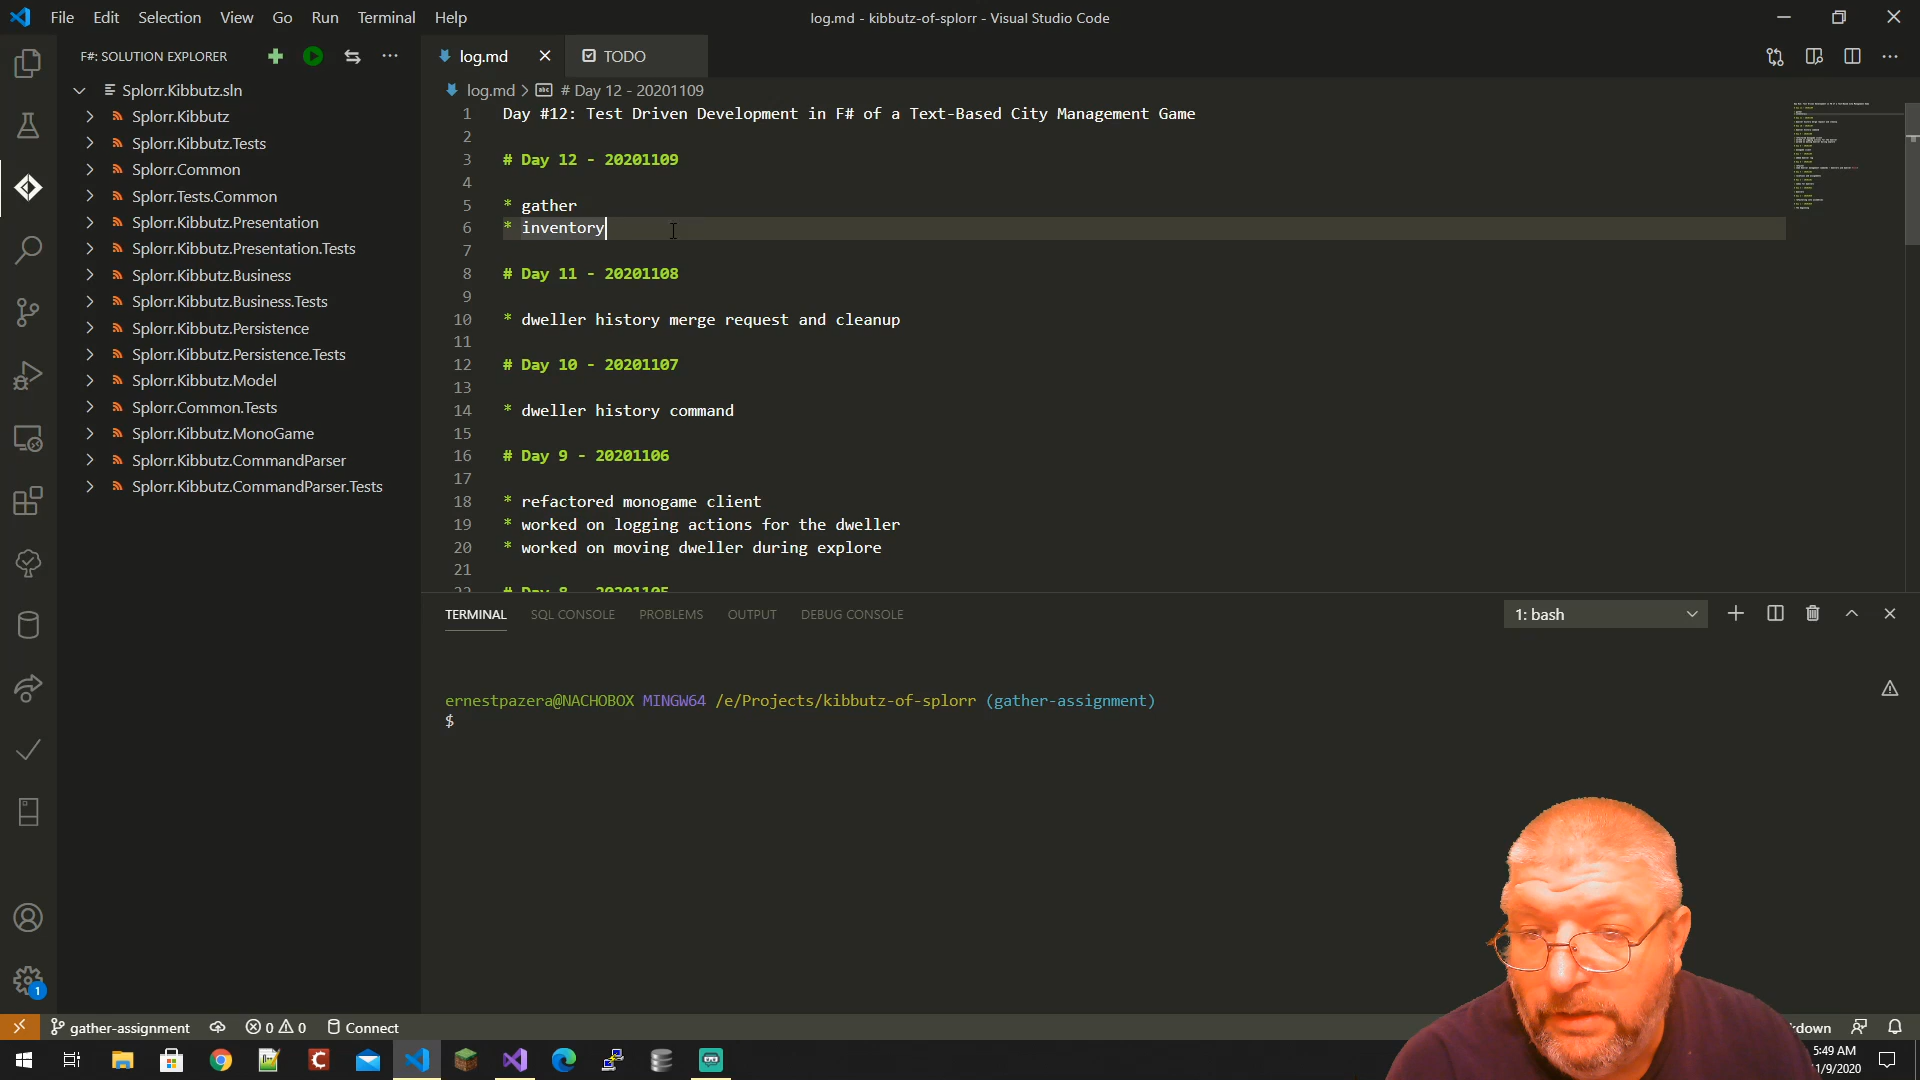 File Edit Selection View Go Run Terminal Help
log.md - kibbutz-of-splorr - Visual Studio Code
F#: SOLUTION EXPLORER
Splorr.Kibbutz.sln
Splorr.Kibbutz
Splorr.Kibbutz.Tests
Splorr.Common
Splorr.Tests.Common
Splorr.Kibbutz.Presentation
Splorr.Kibbutz.Presentation.Tests
Splorr.Kibbutz.Business
Splorr.Kibbutz.Business.Tests
Splorr.Kibbutz.Persistence
Splorr.Kibbutz.Persistence.Tests
Splorr.Kibbutz.Model
Splorr.Common.Tests
Splorr.Kibbutz.MonoGame
Splorr.Kibbutz.CommandParser
Splorr.Kibbutz.CommandParser.Tests
log.md TODO
log.md > # Day 12 - 20201109
1 Day #12: Test Driven Development in F# of a Text-Based City Management Game
2
3 # Day 12 - 20201109
4
5 * gather
6 * inventory
7
8 # Day 11 - 20201108
9
10 * dweller history merge request and cleanup
11
12 # Day 10 - 20201107
13
14 * dweller history command
15
16 # Day 9 - 20201106
17
18 * refactored monogame client
19 * worked on logging actions for the dweller
20 * worked on moving dweller during explore
21
22 # Day 8 - 20201105
TERMINAL SQL CONSOLE PROBLEMS OUTPUT DEBUG CONSOLE
1: bash
ernestpazera@NACHOBOX MINGW64 /e/Projects/kibbutz-of-splorr (gather-assignment)
$
1
gather-assignment 0 0 Connect
kdown
5:49 AM
1/9/2020